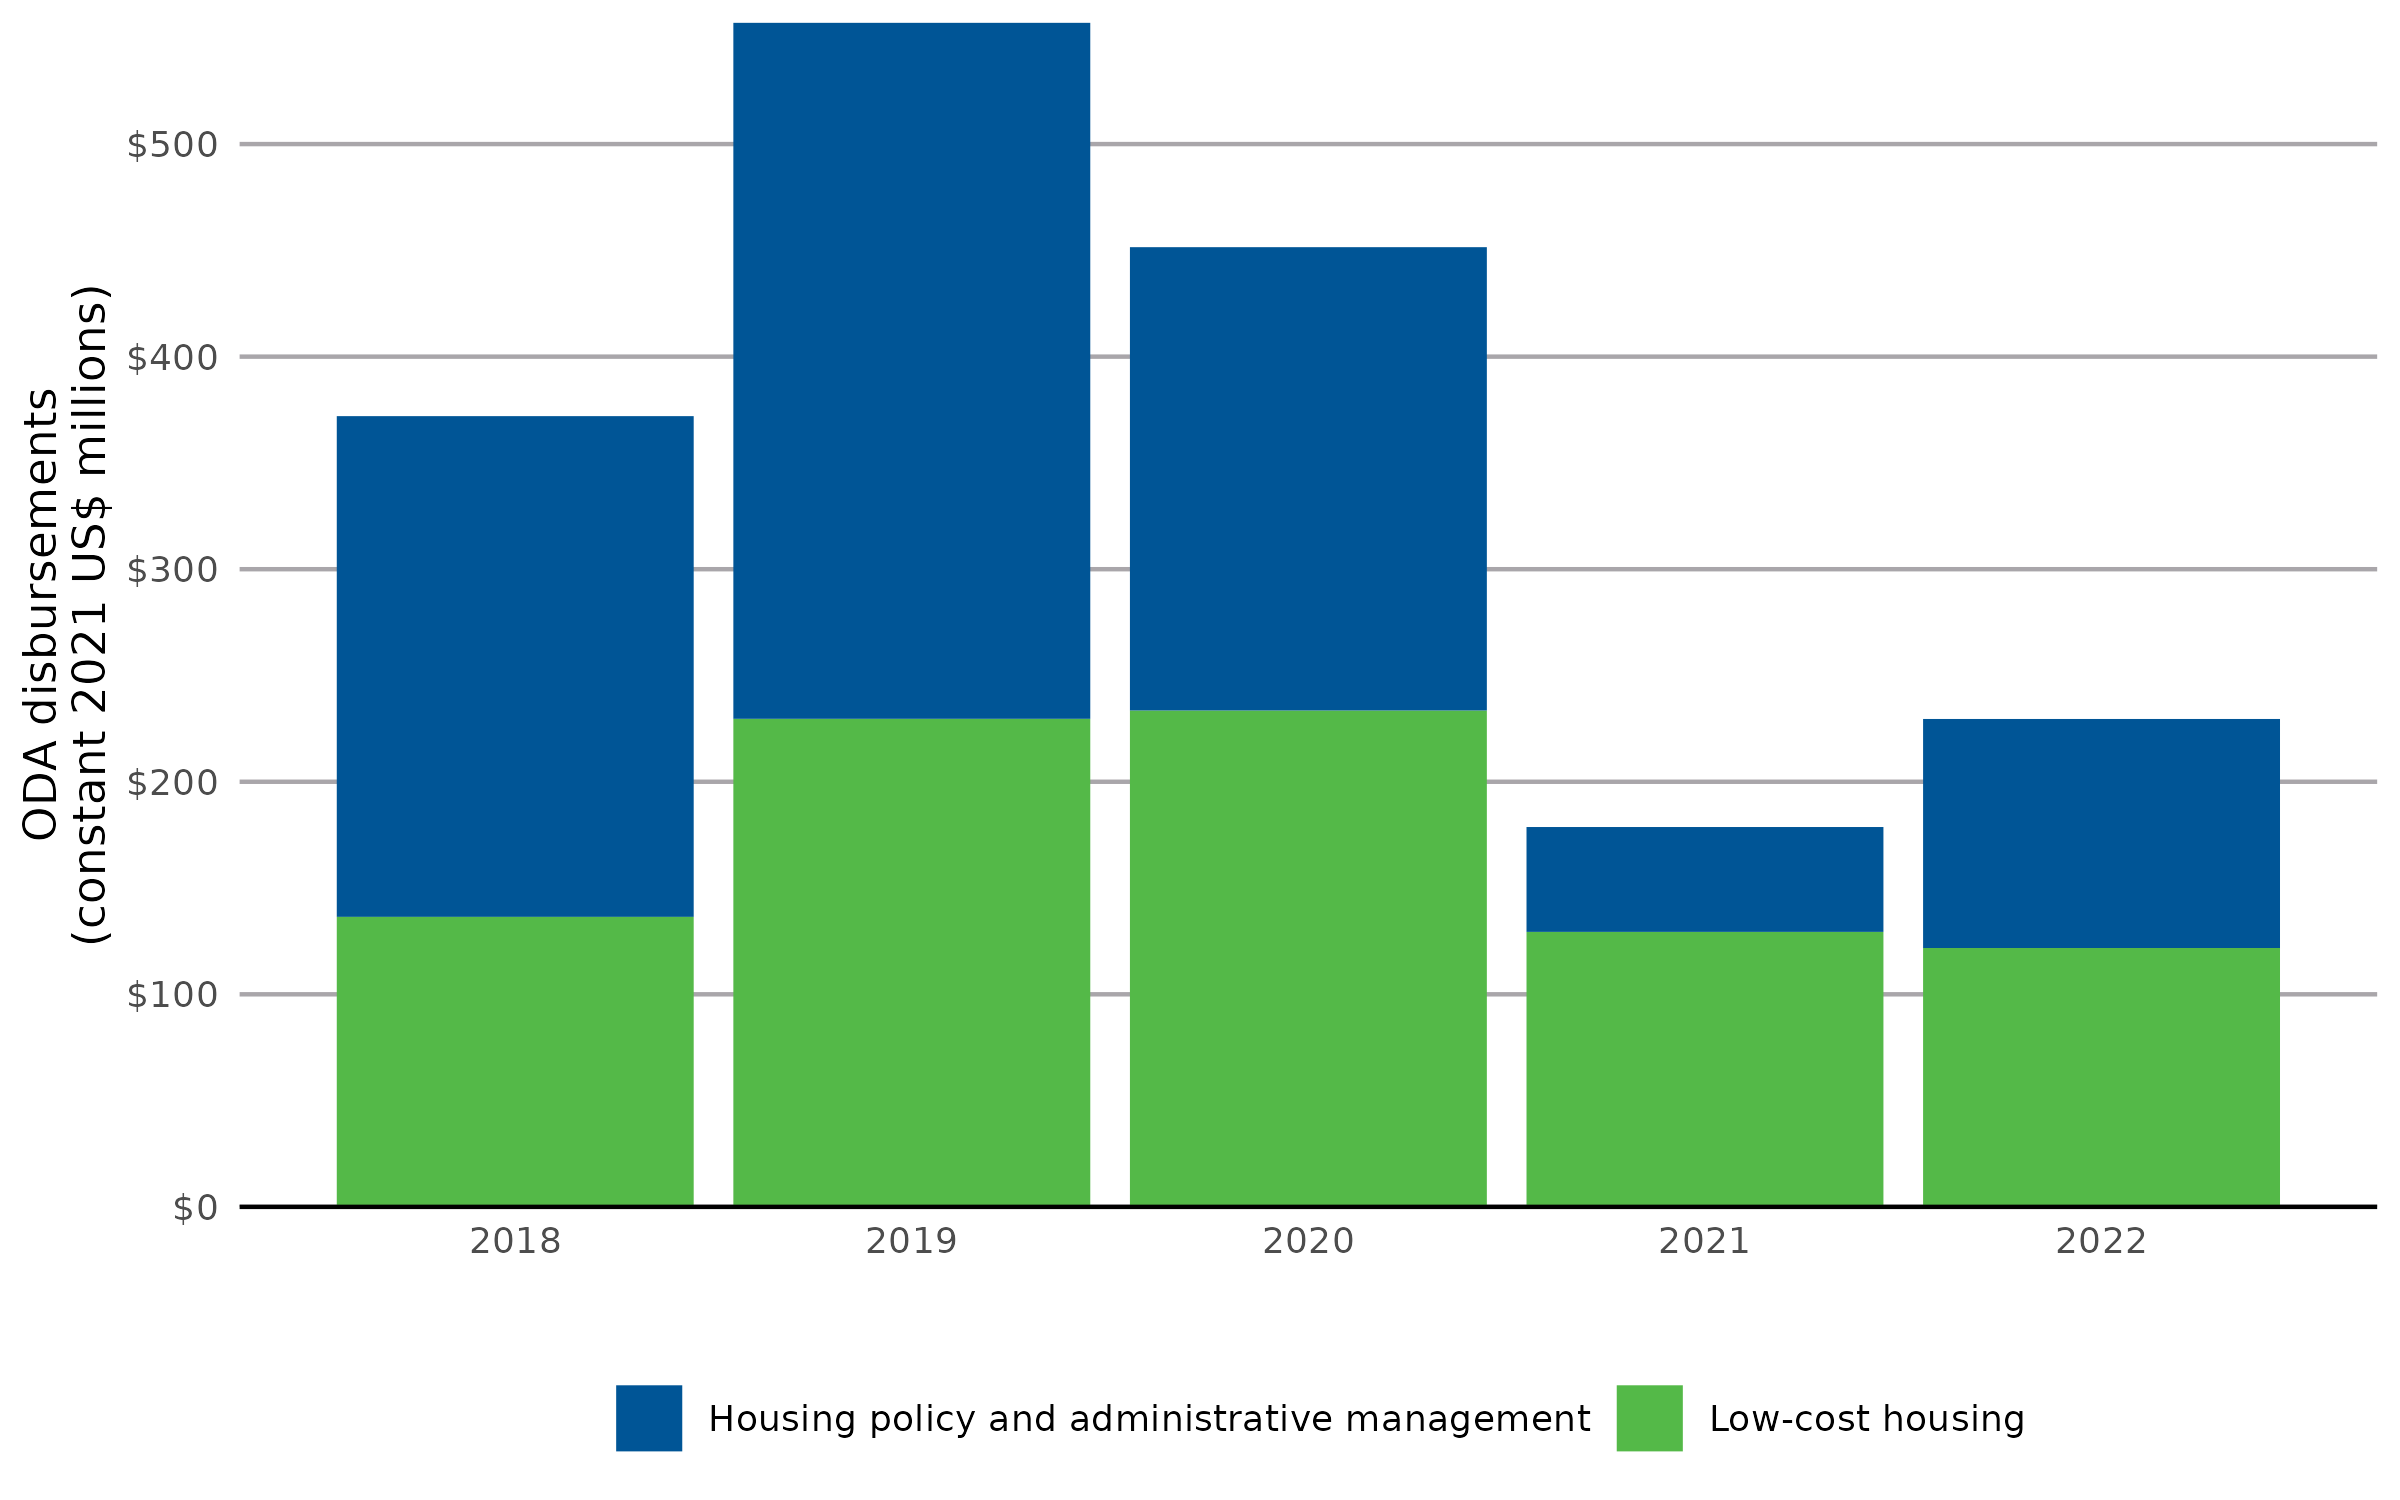 ODA disbursements
(constant 2021 US$ millions)
$500
$400
$300
$200
$100
$0
2018 2019 2020 2021 2022
Housing policy and administrative management Low-cost housing